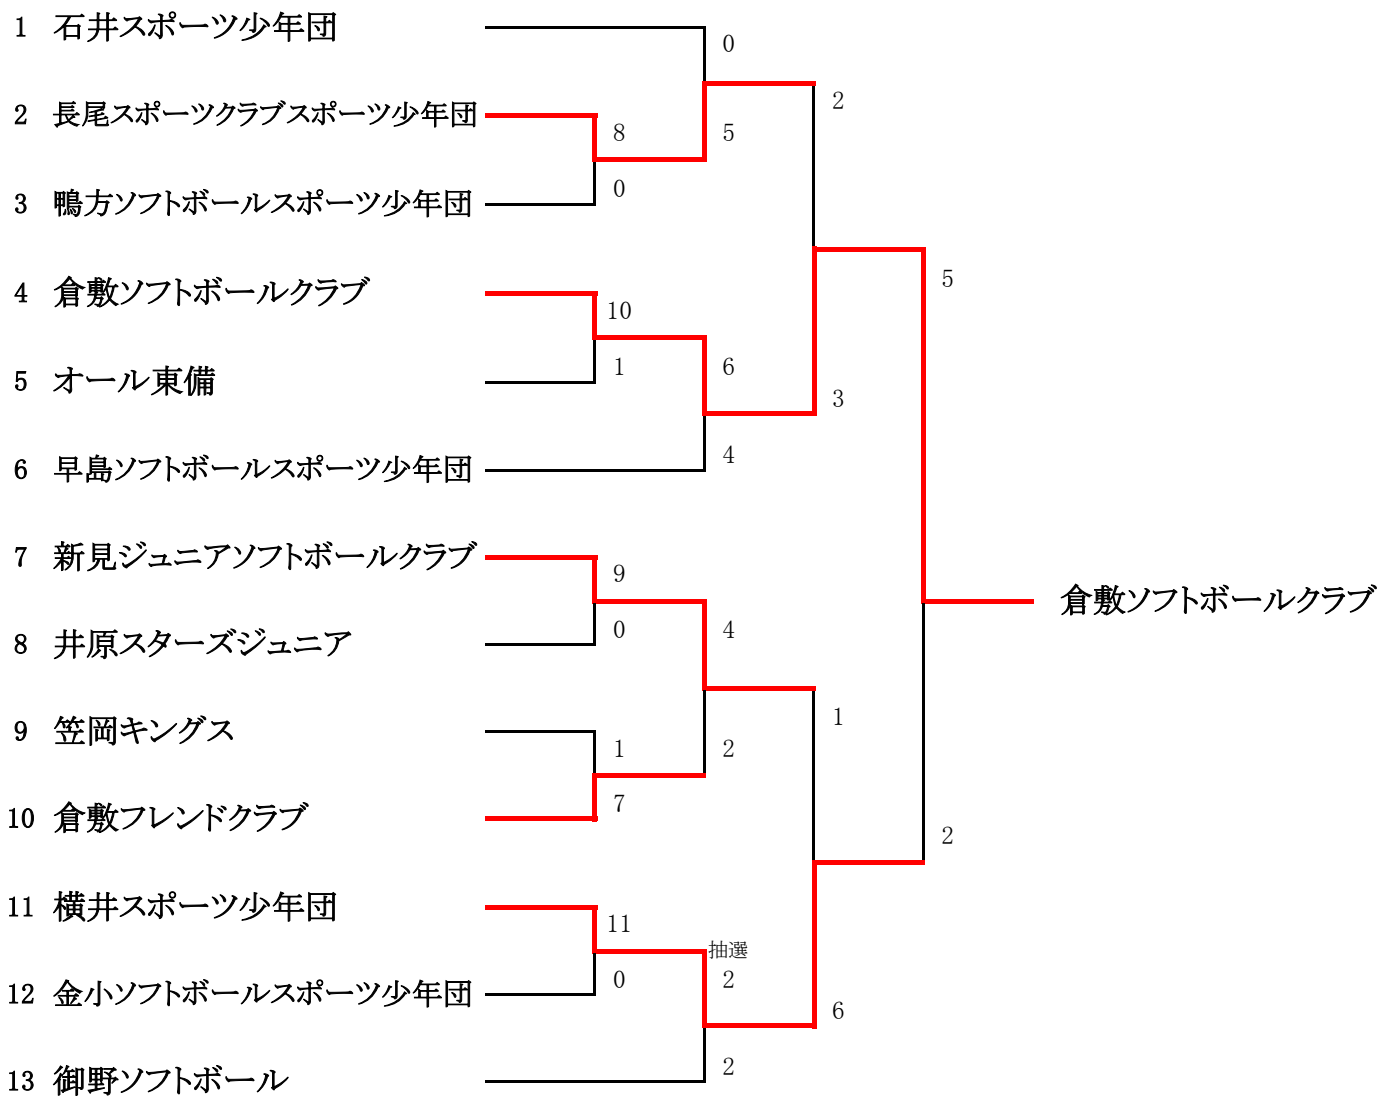 1 石井スポーツ少年団
0
2
2 長尾スポーツクラブスポーツ少年団
8
5
0
3 鴨方ソフトボールスポーツ少年団
5
4 倉敷ソフトボールクラブ
10
1
6
5 オール東備
3
4
6 早島ソフトボールスポーツ少年団
7 新見ジュニアソフトボールクラブ
9
倉敷ソフトボールクラブ
0
4
8 井原スターズジュニア
1
9 笠岡キングス
1
2
7
10 倉敷フレンドクラブ
2
11 横井スポーツ少年団
11
抽選
0
2
12 金小ソフトボールスポーツ少年団
6
2
13 御野ソフトボール